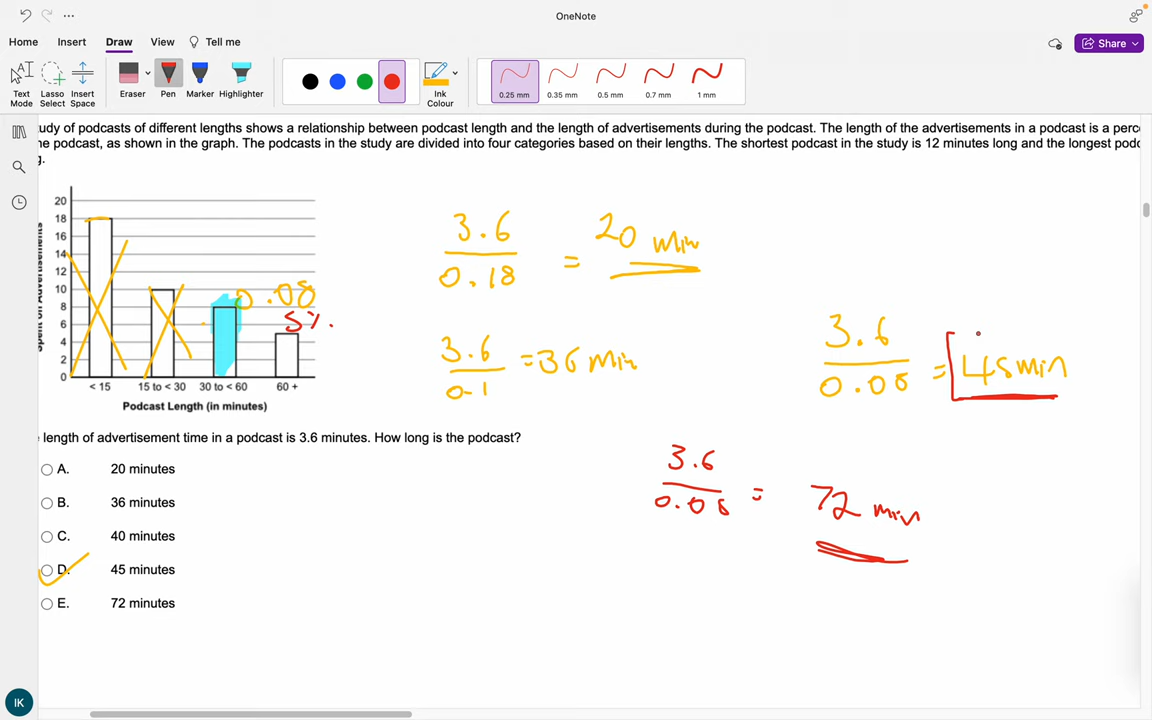 OneNote
Home Insert Draw View Tell me Share
Text Mode Lasso Select Insert Space Eraser Pen Marker Highlighter Ink Colour 0.25 mm 0.35 mm 0.5 mm 0.7 mm 1 mm
udy of podcasts of different lengths shows a relationship between podcast length and the length of advertisements during the podcast. The length of the advertisements in a podcast is a perc
ne podcast, as shown in the graph. The podcasts in the study are divided into four categories based on their lengths. The shortest podcast in the study is 12 minutes long and the longest podc
g.
Spent on Advertisements
20
18
16
14
12
10
8
6
4
2
0
< 15 15 to < 30 30 to < 60 60 +
Podcast Length (in minutes)
0.08
5%.
3.6
0.18
= 20 min
3.6
0.1
=36 min
3.6
0.08
= 45min
3.6
0.05
= 72 min
length of advertisement time in a podcast is 3.6 minutes. How long is the podcast?
A. 20 minutes
B. 36 minutes
C. 40 minutes
D. 45 minutes
E. 72 minutes
IK